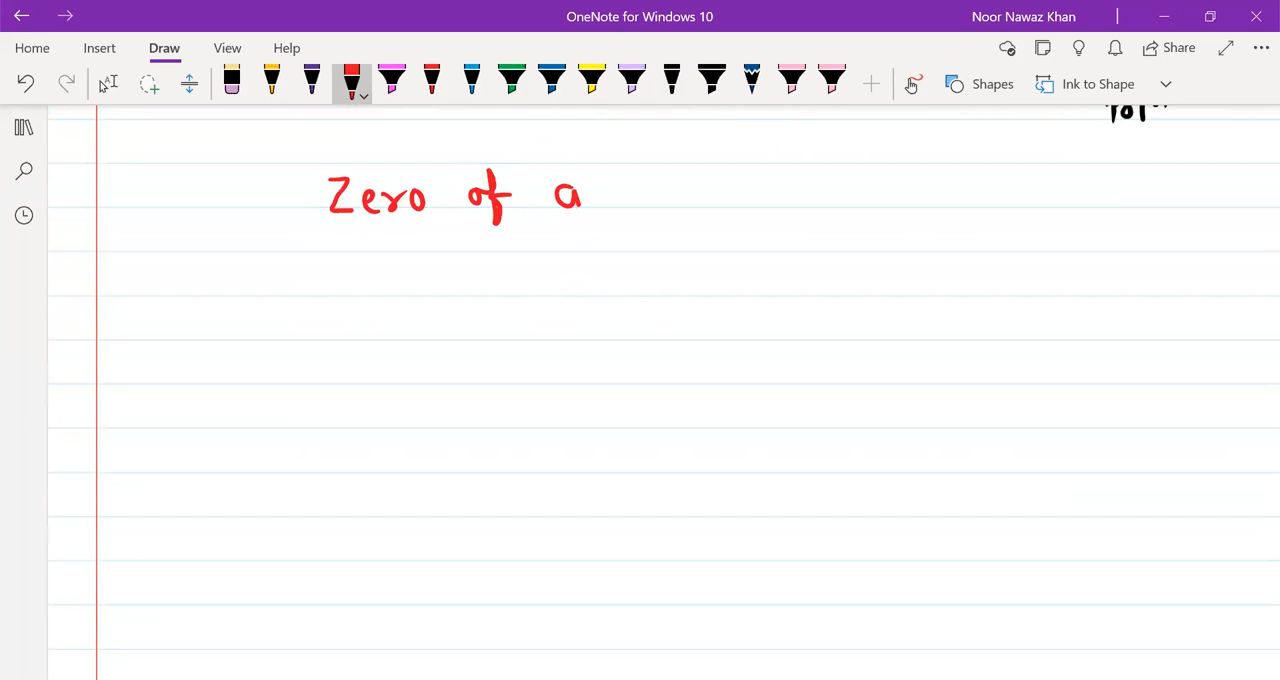 OneNote for Windows 10
Noor Nawaz Khan
Home Insert Draw View Help
Share
Shapes
Ink to Shape
Zero of a